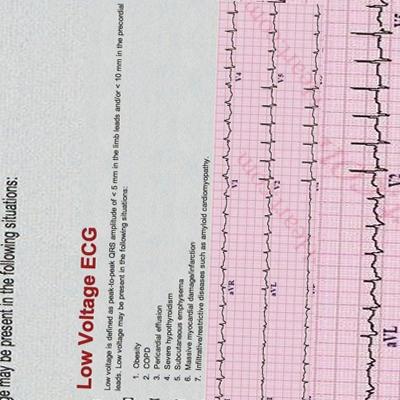 ge may be present in the following situations:
Low Voltage ECG
Low voltage is defined as peak-to-peak QRS amplitude of < 5 mm in the limb leads and/or < 10 mm in the precordial
leads. Low voltage may be present in the following situations:
1. Obesity
2. COPD
3. Pericardial effusion
4. Severe hypothyroidism
5. Subcutaneous emphysema
6. Massive myocardial damage/infarction
7. Infiltrative/restrictive diseases such as amyloid cardiomyopathy.
aVR V1 V4
aVL V2 V5
aVL V2